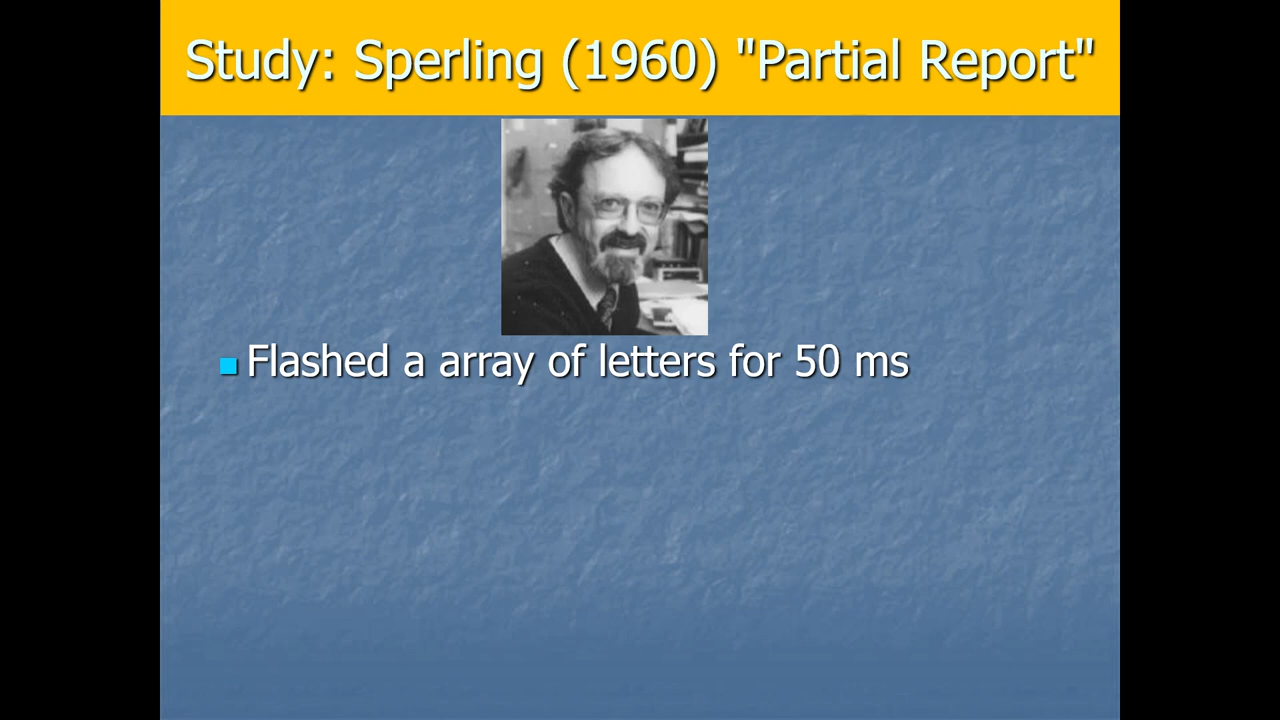 Study: Sperling (1960) "Partial Report"
Flashed a array of letters for 50 ms